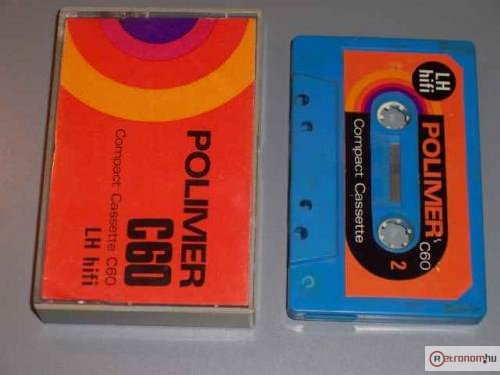 POLIMER
C60
Compact Cassette C60
LH hifi
LH
hifi
POLIMER
C60
Compact Cassette
2
Retronom.hu